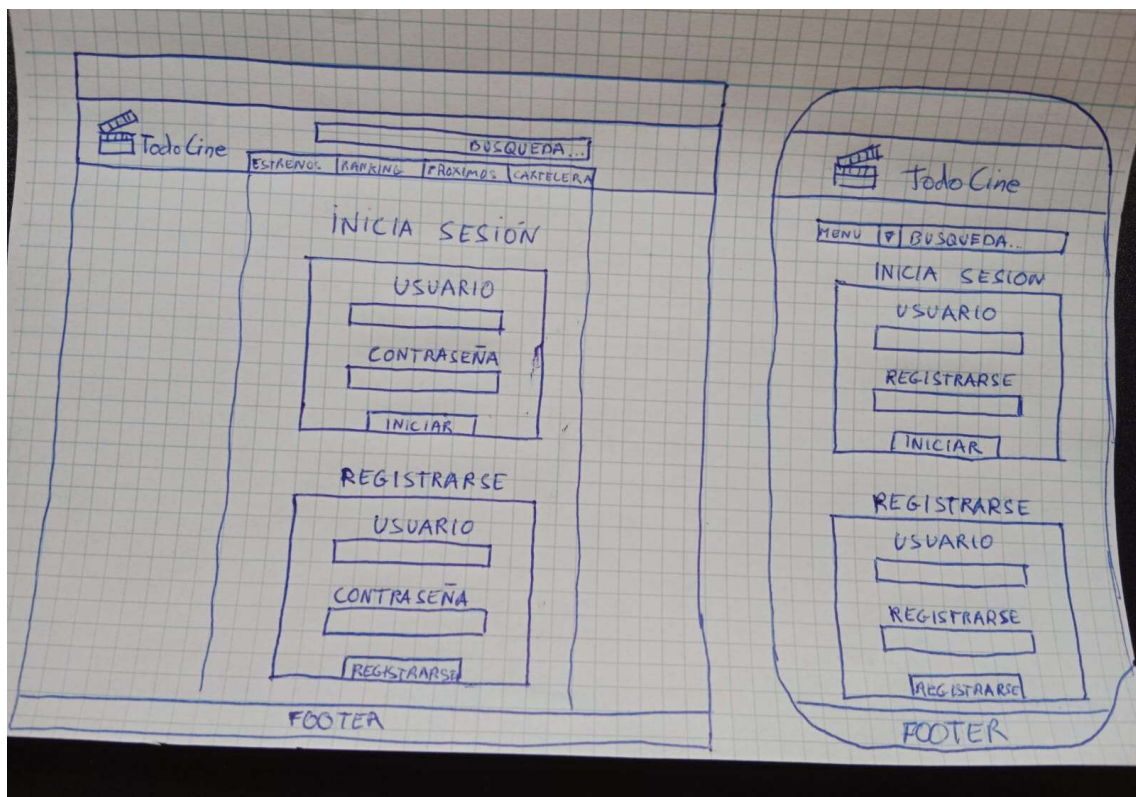 Todo Cine
BUSQUEDA...
ESTRENOS RANKING PROXIMOS CARTELERA
INICIA SESIÓN
USUARIO
CONTRASEÑA
INICIAR
REGISTRARSE
USUARIO
CONTRASEÑA
REGISTRARSE
FOOTER
Todo Cine
MENU BUSQUEDA...
INICIA SESION
USUARIO
REGISTRARSE
INICIAR
REGISTRARSE
USUARIO
REGISTRARSE
REGISTRARSE
FOOTER